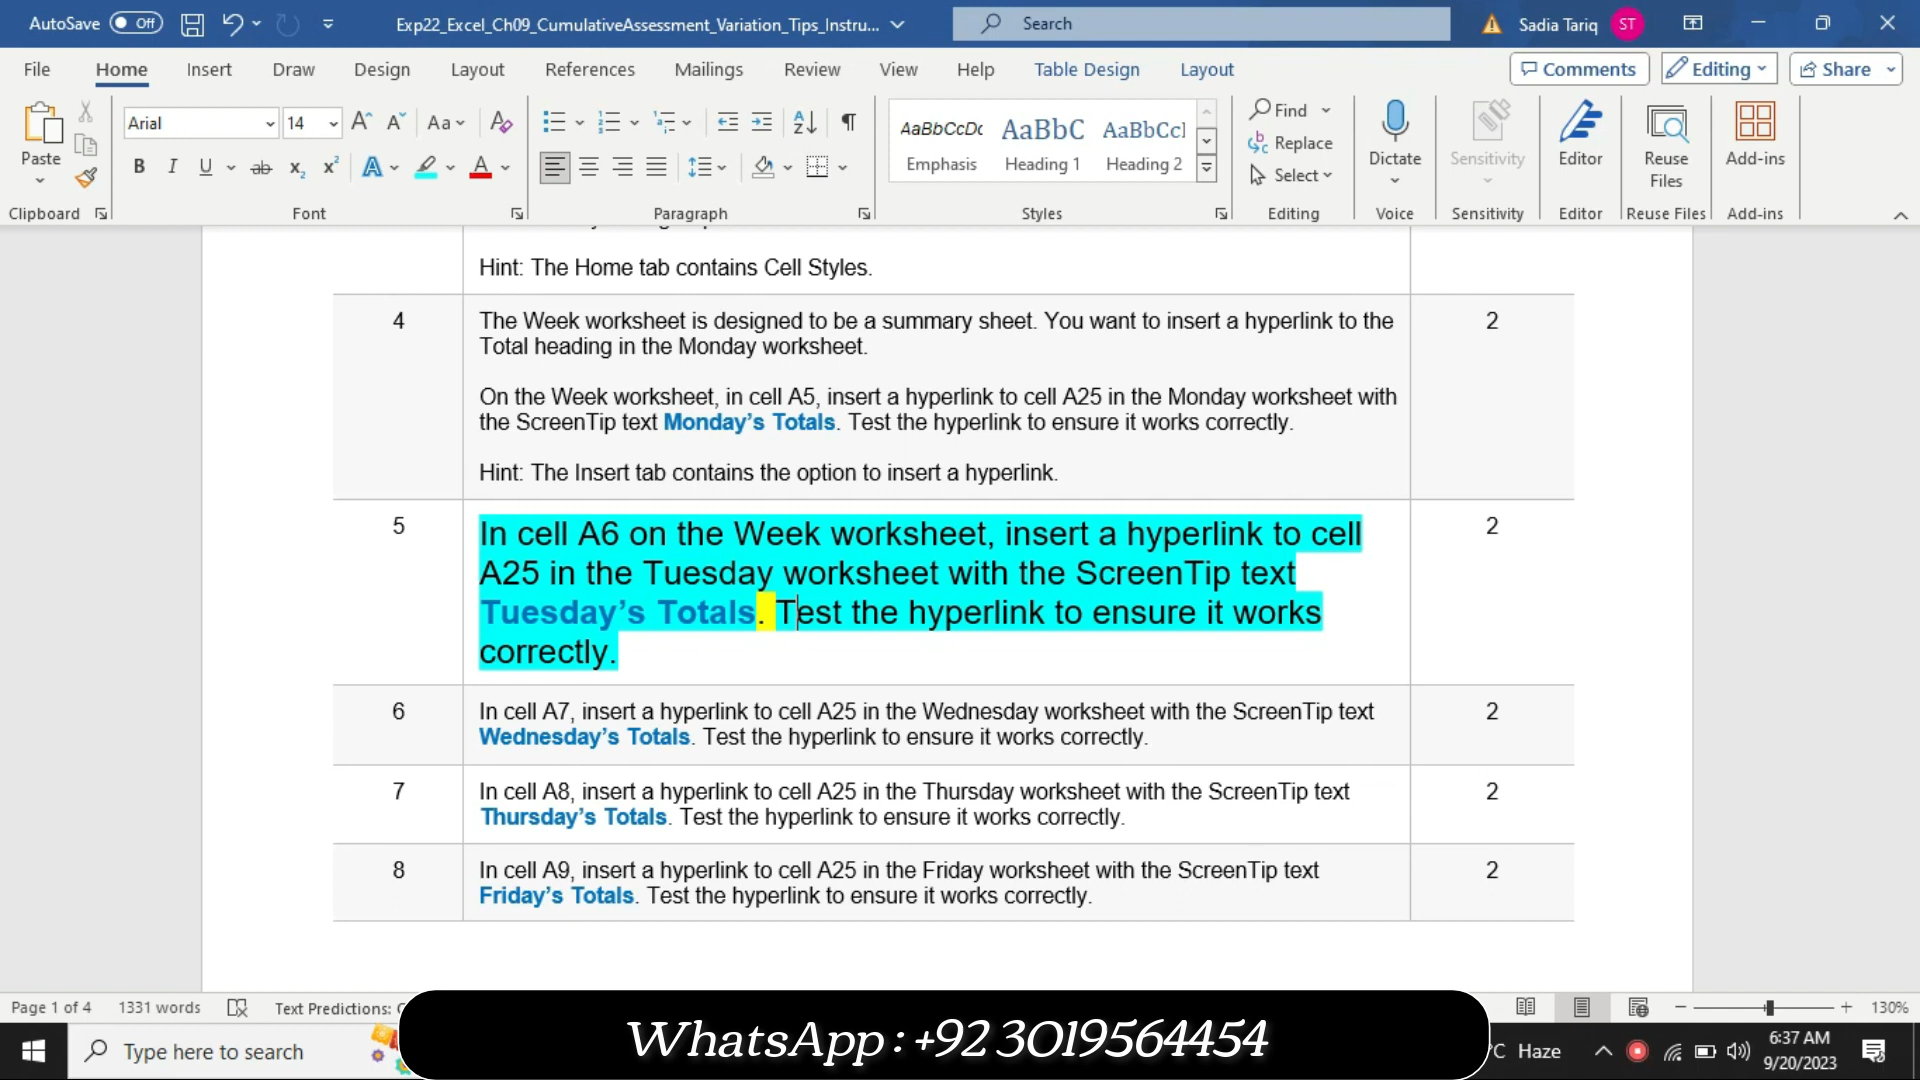 AutoSave Off Exp22_Excel_Ch09_CumulativeAssessment_Variation_Tips_Instru... Search Sadia Tariq ST
File Home Insert Draw Design Layout References Mailings Review View Help Table Design Layout Comments Editing Share
Paste Arial 14 Aa AaBbCcDc AaBbC AaBbCcl Find Replace Select Dictate Sensitivity Editor Reuse Files Add-ins
Emphasis Heading 1 Heading 2
Clipboard Font Paragraph Styles Editing Voice Sensitivity Editor Reuse Files Add-ins
Hint: The Home tab contains Cell Styles.
4 The Week worksheet is designed to be a summary sheet. You want to insert a hyperlink to the 2
Total heading in the Monday worksheet.
On the Week worksheet, in cell A5, insert a hyperlink to cell A25 in the Monday worksheet with
the ScreenTip text Monday’s Totals. Test the hyperlink to ensure it works correctly.
Hint: The Insert tab contains the option to insert a hyperlink.
5 In cell A6 on the Week worksheet, insert a hyperlink to cell 2
A25 in the Tuesday worksheet with the ScreenTip text
Tuesday’s Totals. Test the hyperlink to ensure it works
correctly.
6 In cell A7, insert a hyperlink to cell A25 in the Wednesday worksheet with the ScreenTip text 2
Wednesday’s Totals. Test the hyperlink to ensure it works correctly.
7 In cell A8, insert a hyperlink to cell A25 in the Thursday worksheet with the ScreenTip text 2
Thursday’s Totals. Test the hyperlink to ensure it works correctly.
8 In cell A9, insert a hyperlink to cell A25 in the Friday worksheet with the ScreenTip text 2
Friday’s Totals. Test the hyperlink to ensure it works correctly.
Page 1 of 4 1331 words Text Predictions: 130%
WhatsApp : +92 3019564454
Type here to search Haze 6:37 AM
9/20/2023